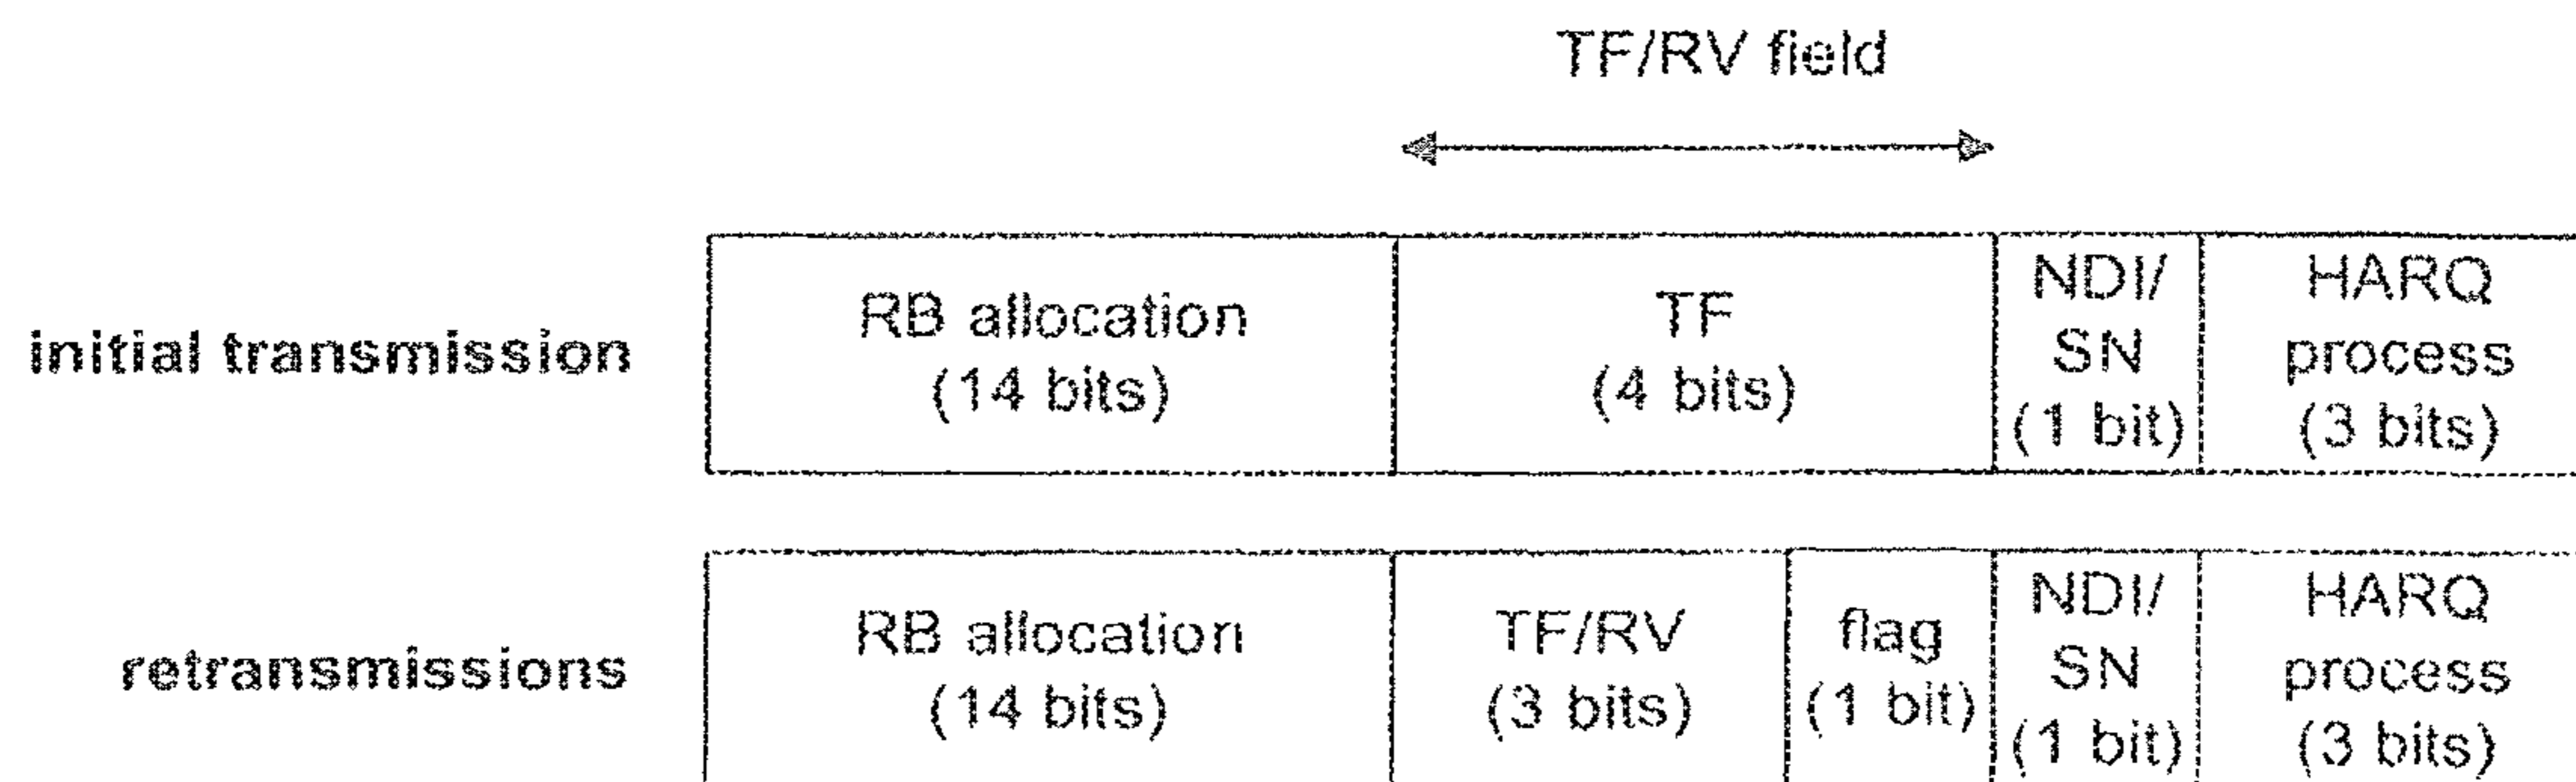 TF/RV field
initial transmission
RB allocation
(14 bits)
TF
(4 bits)
NDI/
SN
(1 bit)
HARQ
process
(3 bits)
retransmissions
RB allocation
(14 bits)
TF/RV
(3 bits)
flag
(1 bit)
NDI/
SN
(1 bit)
HARQ
process
(3 bits)